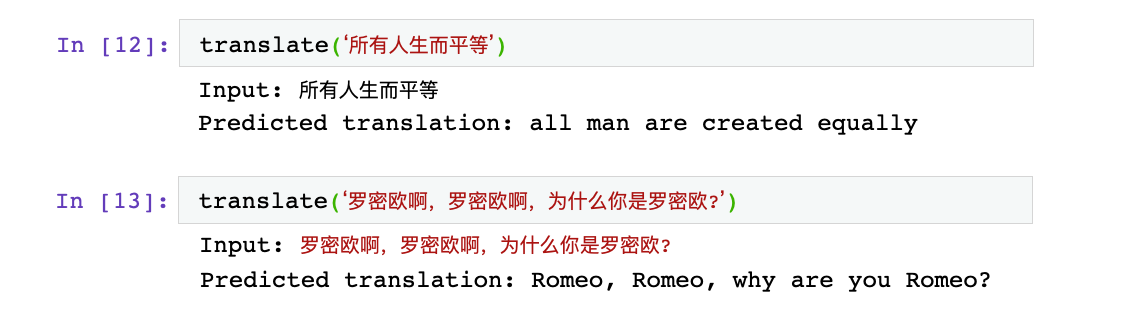 In [12]: translate(‘所有人生而平等’)
Input: 所有人生而平等
Predicted translation: all man are created equally
In [13]: translate(‘罗密欧啊，罗密欧啊，为什么你是罗密欧?’)
Input: 罗密欧啊，罗密欧啊，为什么你是罗密欧?
Predicted translation: Romeo, Romeo, why are you Romeo?